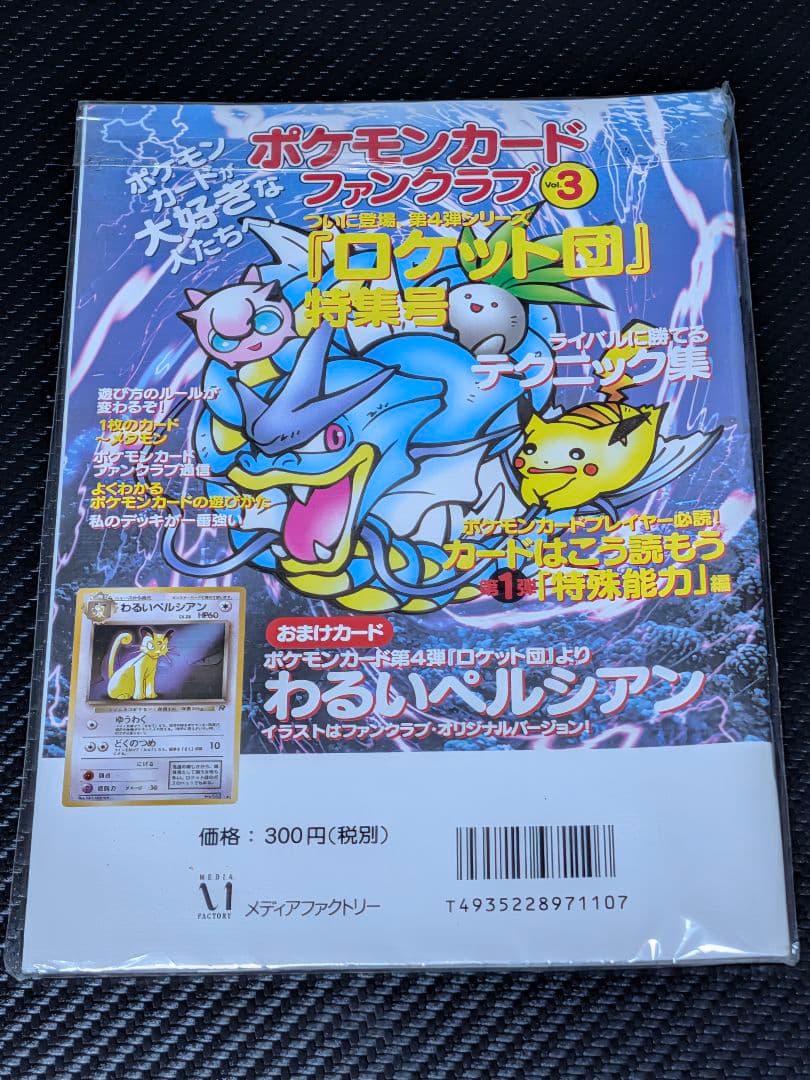 ポケモン
カードが
大好きな
人たちへ!
ポケモンカード
ファンクラブ Vol.3
ついに登場 第4弾シリーズ
『ロケット団』
特集号
ライバルに勝てる
テクニック集
遊び方のルールが
変わるぞ!
1枚のカード
～メタモン
ポケモンカード
ファンクラブ通信
よくわかる
ポケモンカードの遊びかた
私のデッキが一番強い
ポケモンカードプレイヤー必読!
カードはこう読もう
第1弾「特殊能力」編
おまけカード
ポケモンカード第4弾「ロケット団」より
わるいペルシアン
イラストはファンクラブ・オリジナルバージョン!
わるいペルシアン
HP60
ゆうわく
どくのつめ 10
にげる
弱点
抵抗力
価格：300円(税別)
MEDIA
FACTORY
メディアファクトリー
T4935228971107